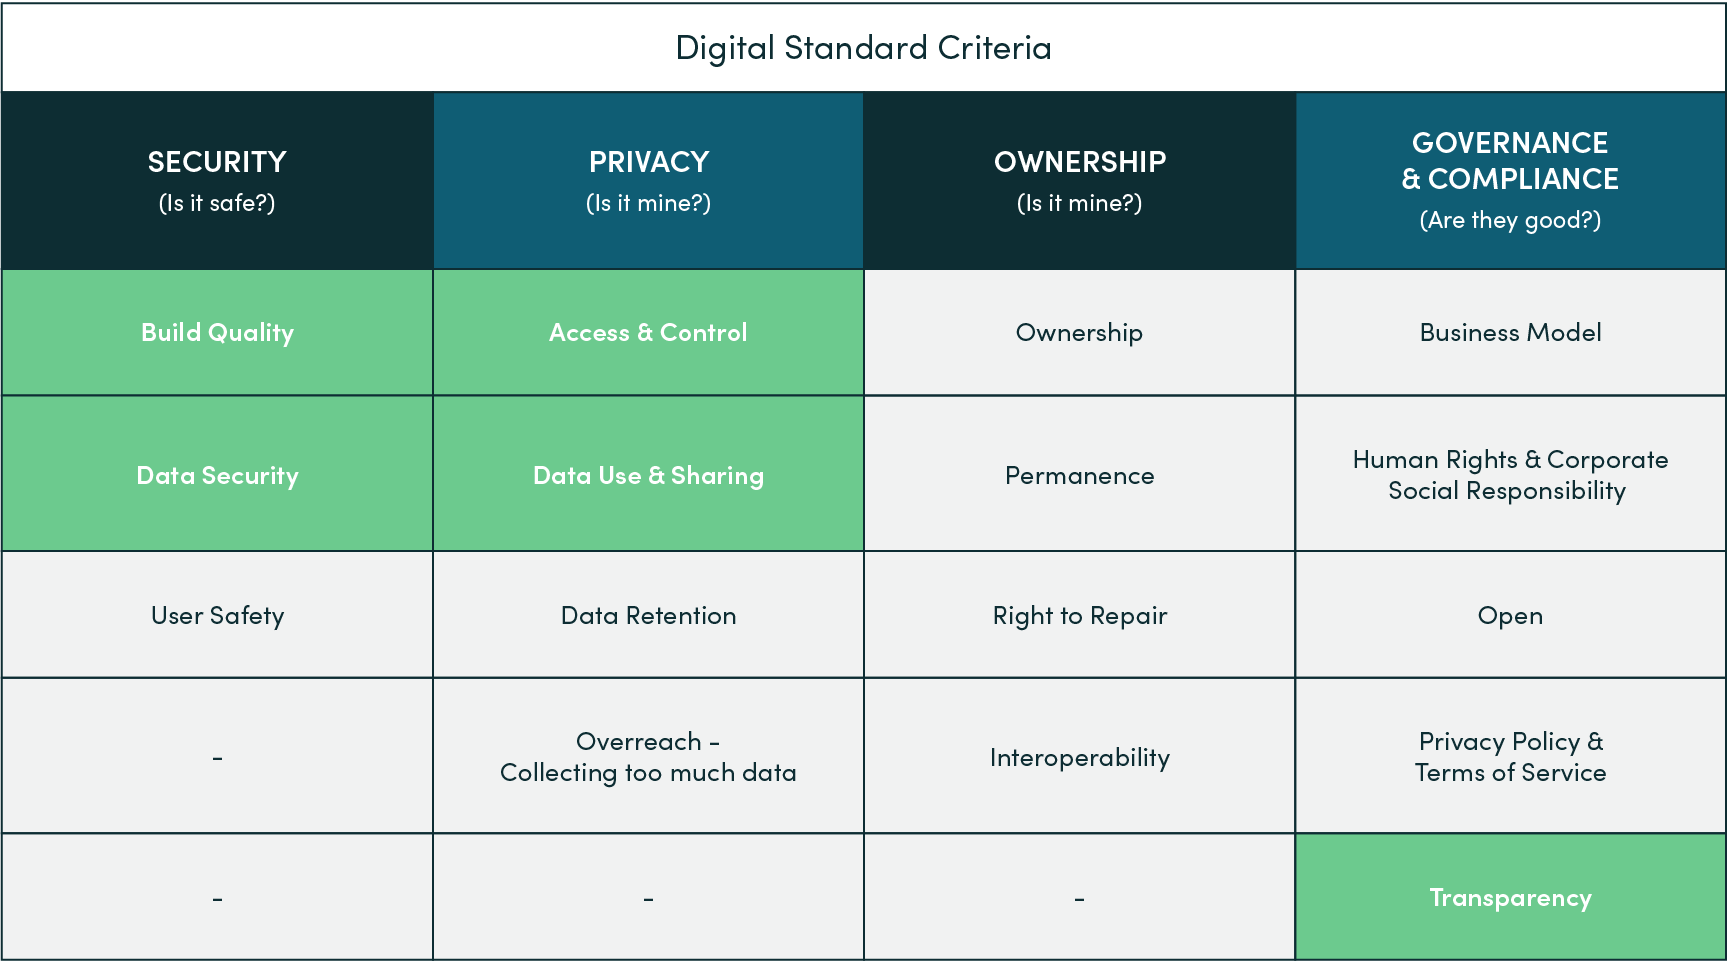 Digital Standard Criteria
SECURITY
(Is it safe?)
PRIVACY
(Is it mine?)
OWNERSHIP
(Is it mine?)
GOVERNANCE
& COMPLIANCE
(Are they good?)
Build Quality
Access & Control
Ownership
Business Model
Data Security
Data Use & Sharing
Permanence
Human Rights & Corporate
Social Responsibility
User Safety
Data Retention
Right to Repair
Open
-
Overreach -
Collecting too much data
Interoperability
Privacy Policy &
Terms of Service
-
-
-
Transparency